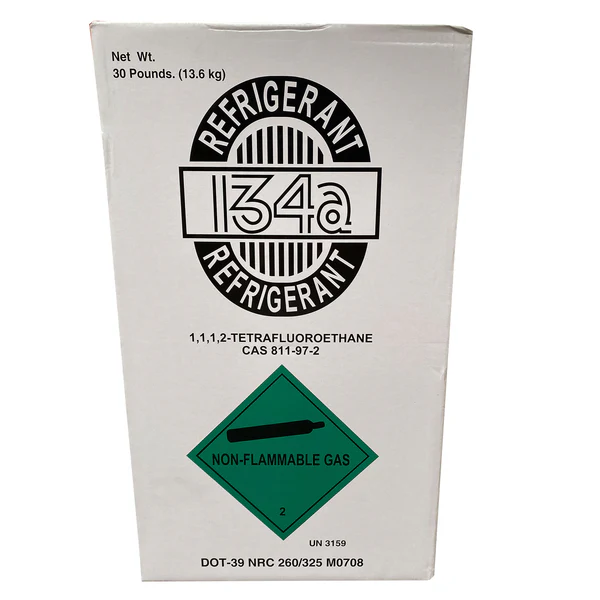 Net Wt.
30 Pounds. (13.6 kg)
REFRIGERANT
134a
REFRIGERANT
1,1,1,2-TETRAFLUOROETHANE
CAS 811-97-2
NON-FLAMMABLE GAS
2
UN 3159
DOT-39 NRC 260/325 M0708